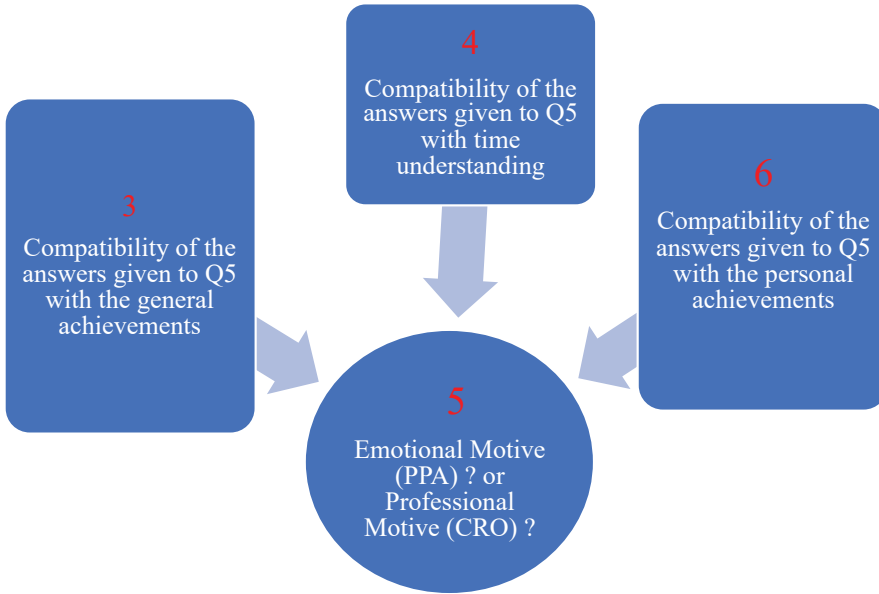 3
Compatibility of the
answers given to Q5
with the general
achievements
4
Compatibility of the
answers given to Q5
with time
understanding
6
Compatibility of the
answers given to Q5
with the personal
achievements
5
Emotional Motive
(PPA) ? or
Professional
Motive (CRO) ?